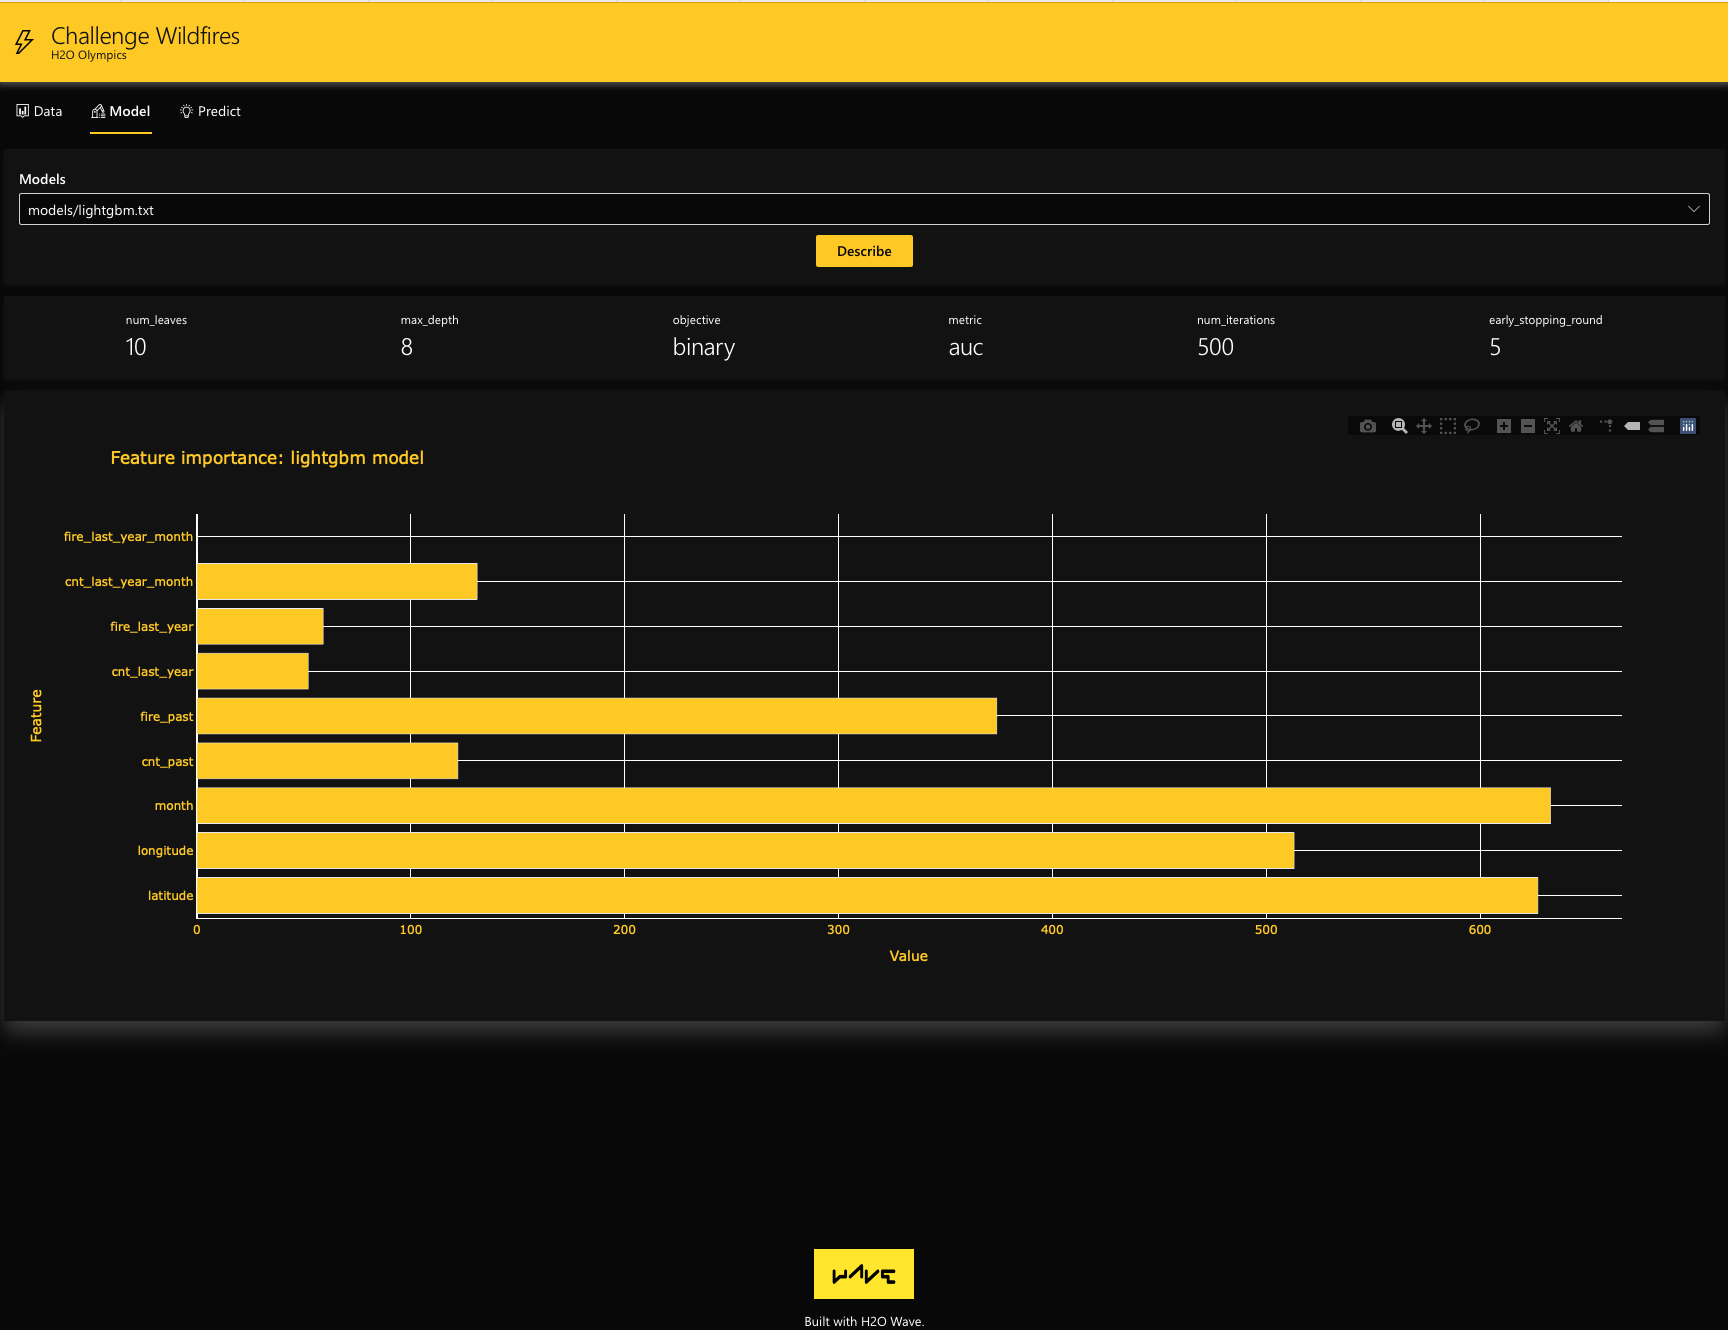 Challenge Wildfires
H2O Olympics
Data Model Predict
Models
models/lightgbm.txt
Describe
num_leaves max_depth objective metric num_iterations early_stopping_round
10 8 binary auc 500 5
Feature importance: lightgbm model
fire_last_year_month
cnt_last_year_month
fire_last_year
cnt_last_year
fire_past
cnt_past
month
longitude
latitude
Feature
0 100 200 300 400 500 600
Value
WAVE
Built with H2O Wave.